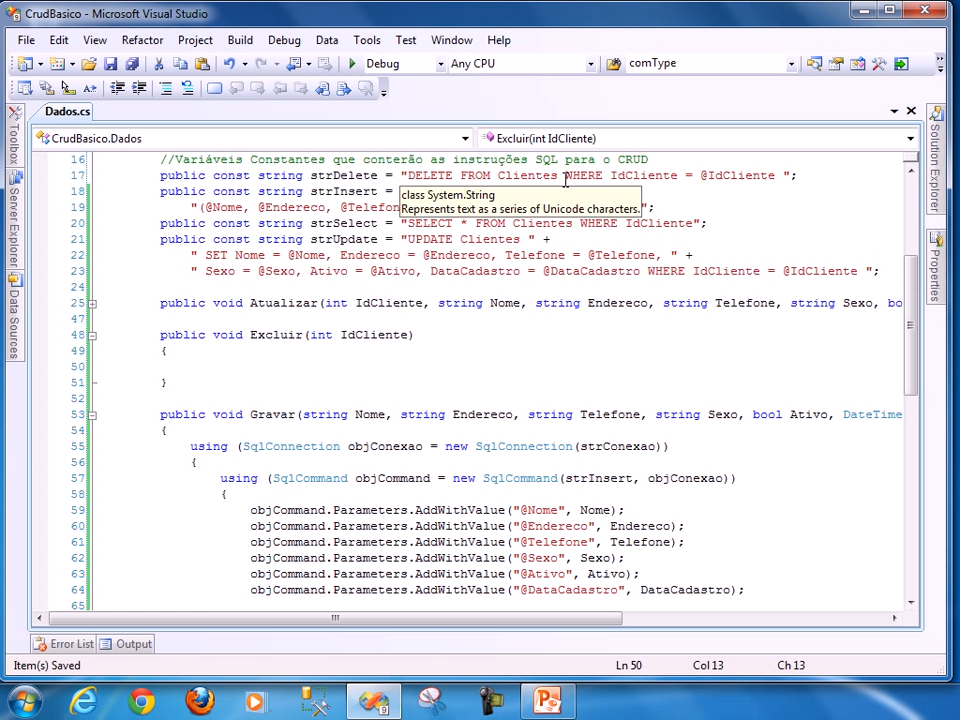 CrudBasico - Microsoft Visual Studio
File Edit View Refactor Project Build Debug Data Tools Test Window Help
Debug Any CPU comType
Dados.cs
CrudBasico.Dados Excluir(int IdCliente)
Toolbox
Server Explorer
Data Sources
Solution Explorer
Properties
16 //Variáveis Constantes que conterão as instruções SQL para o CRUD
17 public const string strDelete = "DELETE FROM Clientes WHERE IdCliente = @IdCliente ";
18 public const string strInsert =
class System.String
Represents text as a series of Unicode characters.
19 "(@Nome, @Endereco, @Telefon ";
20 public const string strSelect = "SELECT * FROM Clientes WHERE IdCliente";
21 public const string strUpdate = "UPDATE Clientes " +
22 " SET Nome = @Nome, Endereco = @Endereco, Telefone = @Telefone, " +
23 " Sexo = @Sexo, Ativo = @Ativo, DataCadastro = @DataCadastro WHERE IdCliente = @IdCliente ";
24
25 public void Atualizar(int IdCliente, string Nome, string Endereco, string Telefone, string Sexo, bo
47
48 public void Excluir(int IdCliente)
49 {
50
51 }
52
53 public void Gravar(string Nome, string Endereco, string Telefone, string Sexo, bool Ativo, DateTime
54 {
55 using (SqlConnection objConexao = new SqlConnection(strConexao))
56 {
57 using (SqlCommand objCommand = new SqlCommand(strInsert, objConexao))
58 {
59 objCommand.Parameters.AddWithValue("@Nome", Nome);
60 objCommand.Parameters.AddWithValue("@Endereco", Endereco);
61 objCommand.Parameters.AddWithValue("@Telefone", Telefone);
62 objCommand.Parameters.AddWithValue("@Sexo", Sexo);
63 objCommand.Parameters.AddWithValue("@Ativo", Ativo);
64 objCommand.Parameters.AddWithValue("@DataCadastro", DataCadastro);
65
Error List Output
Item(s) Saved Ln 50 Col 13 Ch 13